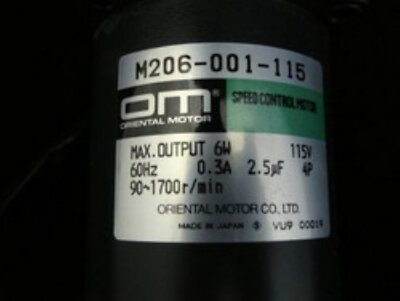 M206-001-115
OM®
ORIENTAL MOTOR
SPEED CONTROL MOTOR
MAX. OUTPUT 6W 115V
60Hz 0.3A 2.5μF 4P
90~1700r/min
ORIENTAL MOTOR CO., LTD.
MADE IN JAPAN Ⓢ VU9